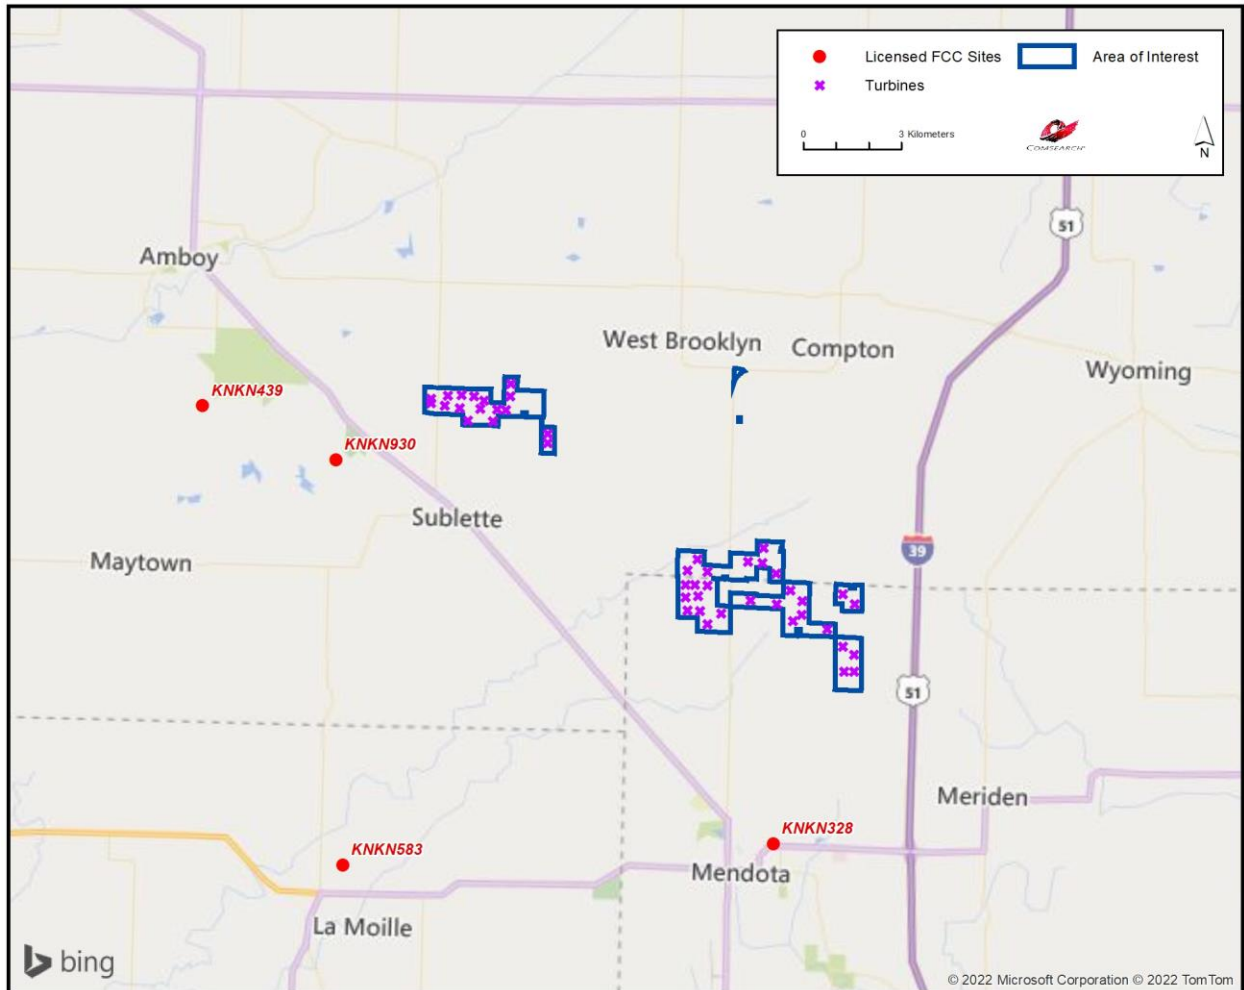 Licensed FCC Sites
Area of Interest
Turbines
0
3 Kilometers
COMSEARCH
N
51
Amboy
West Brooklyn
Compton
Wyoming
KNKN439
KNKN930
Sublette
39
Maytown
51
Meriden
KNKN328
KNKN583
Mendota
La Moille
bing
© 2022 Microsoft Corporation © 2022 TomTom